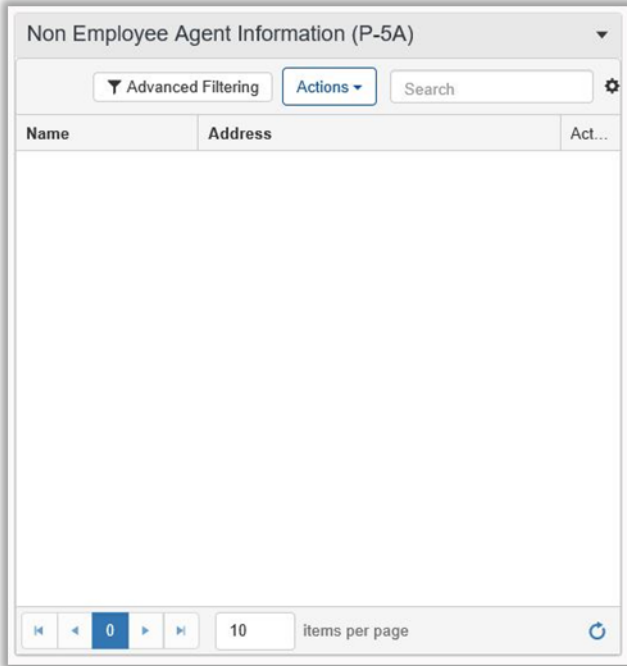 Non Employee Agent Information (P-5A)
Advanced Filtering Actions Search
Name Address Act...
0 10 items per page